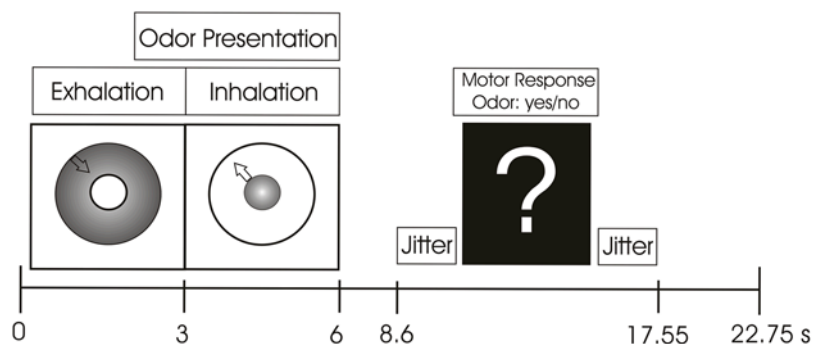 Odor Presentation
Exhalation
Inhalation
Motor Response
Odor: yes/no
?
Jitter
Jitter
0
3
6
8.6
17.55
22.75 s